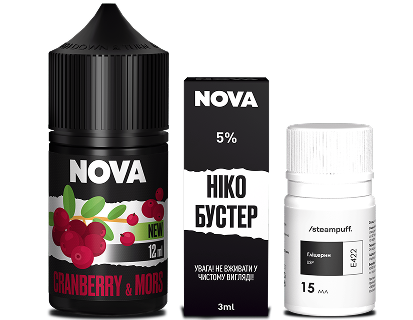 NOVA
NEW
12 ml
CRANBERRY & MORS
NOVA
5%
НІКО
БУСТЕР
УВАГА! НЕ ВЖИВАТИ У
ЧИСТОМУ ВИГЛЯДІ!
3ml
/steampuff.
Гліцерин
E422
15 мл